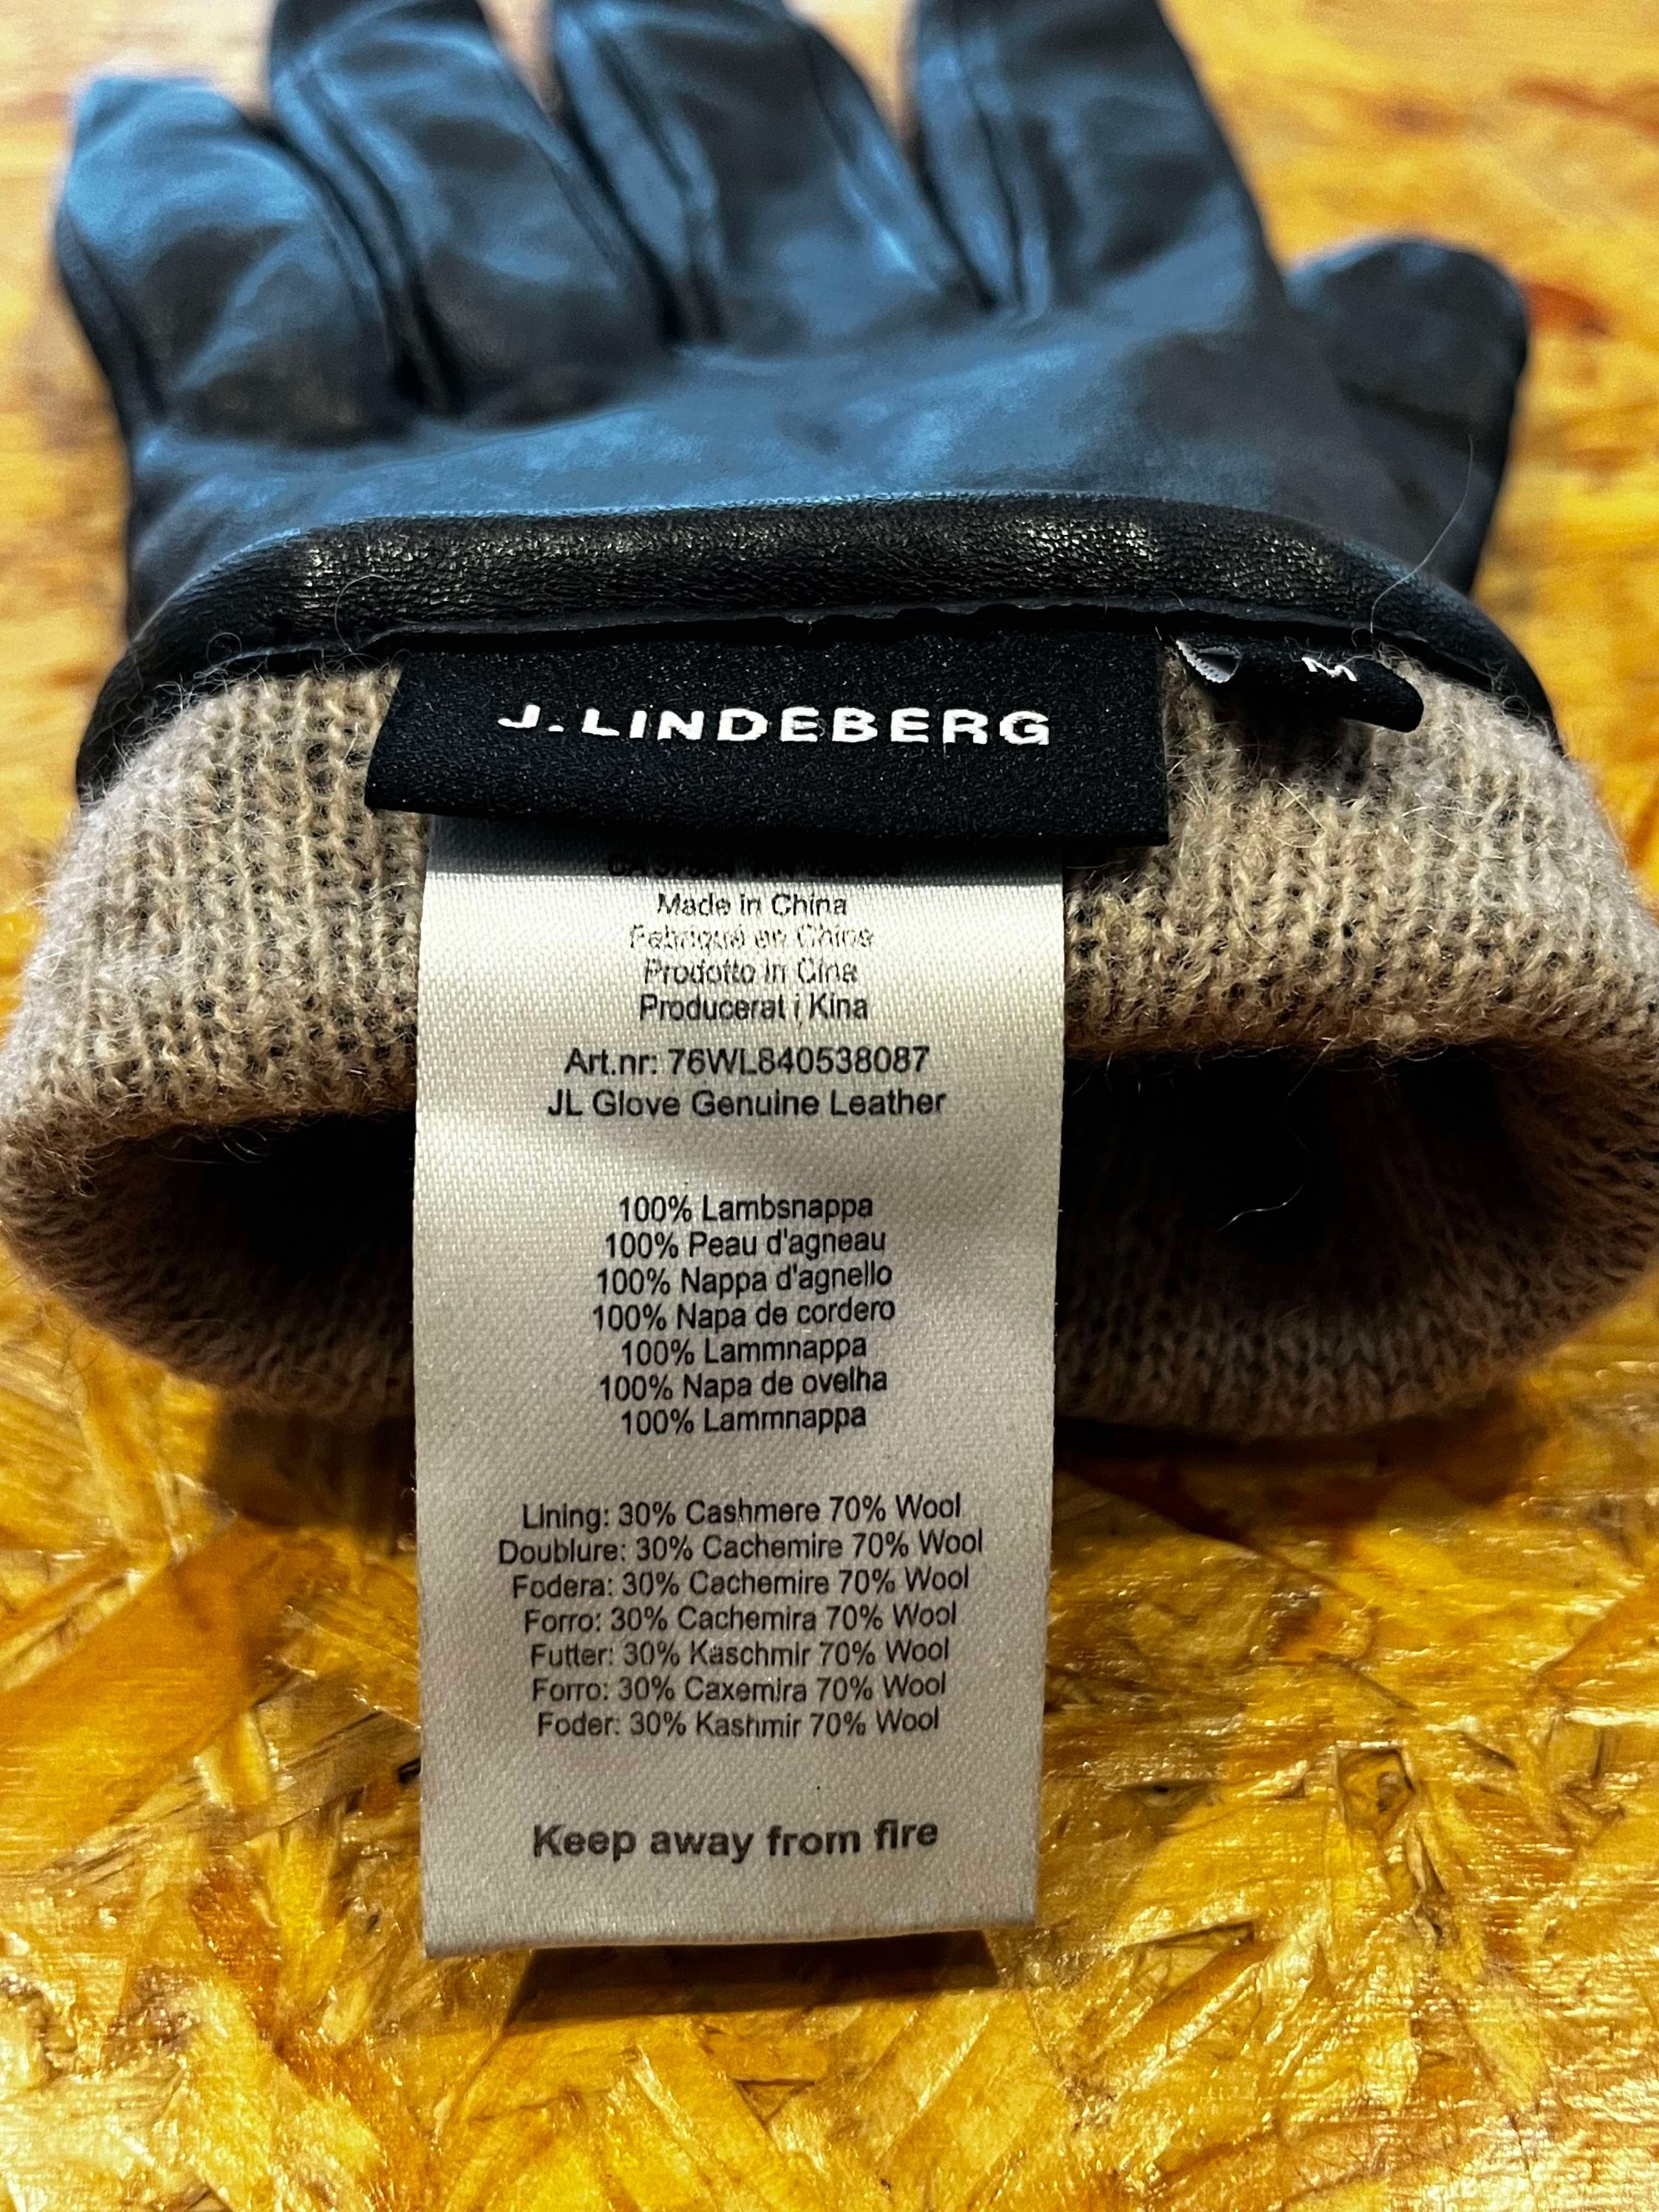 J.LINDEBERG
M
Made in China
Fabriqué en Chine
Prodotto in Cina
Producerat i Kina
Art.nr: 76WL840538087
JL Glove Genuine Leather
100% Lambsnappa
100% Peau d'agneau
100% Nappa d'agnello
100% Napa de cordero
100% Lammnappa
100% Napa de ovelha
100% Lammnappa
Lining: 30% Cashmere 70% Wool
Doublure: 30% Cachemire 70% Wool
Fodera: 30% Cachemire 70% Wool
Forro: 30% Cachemira 70% Wool
Futter: 30% Kaschmir 70% Wool
Forro: 30% Caxemira 70% Wool
Foder: 30% Kashmir 70% Wool
Keep away from fire